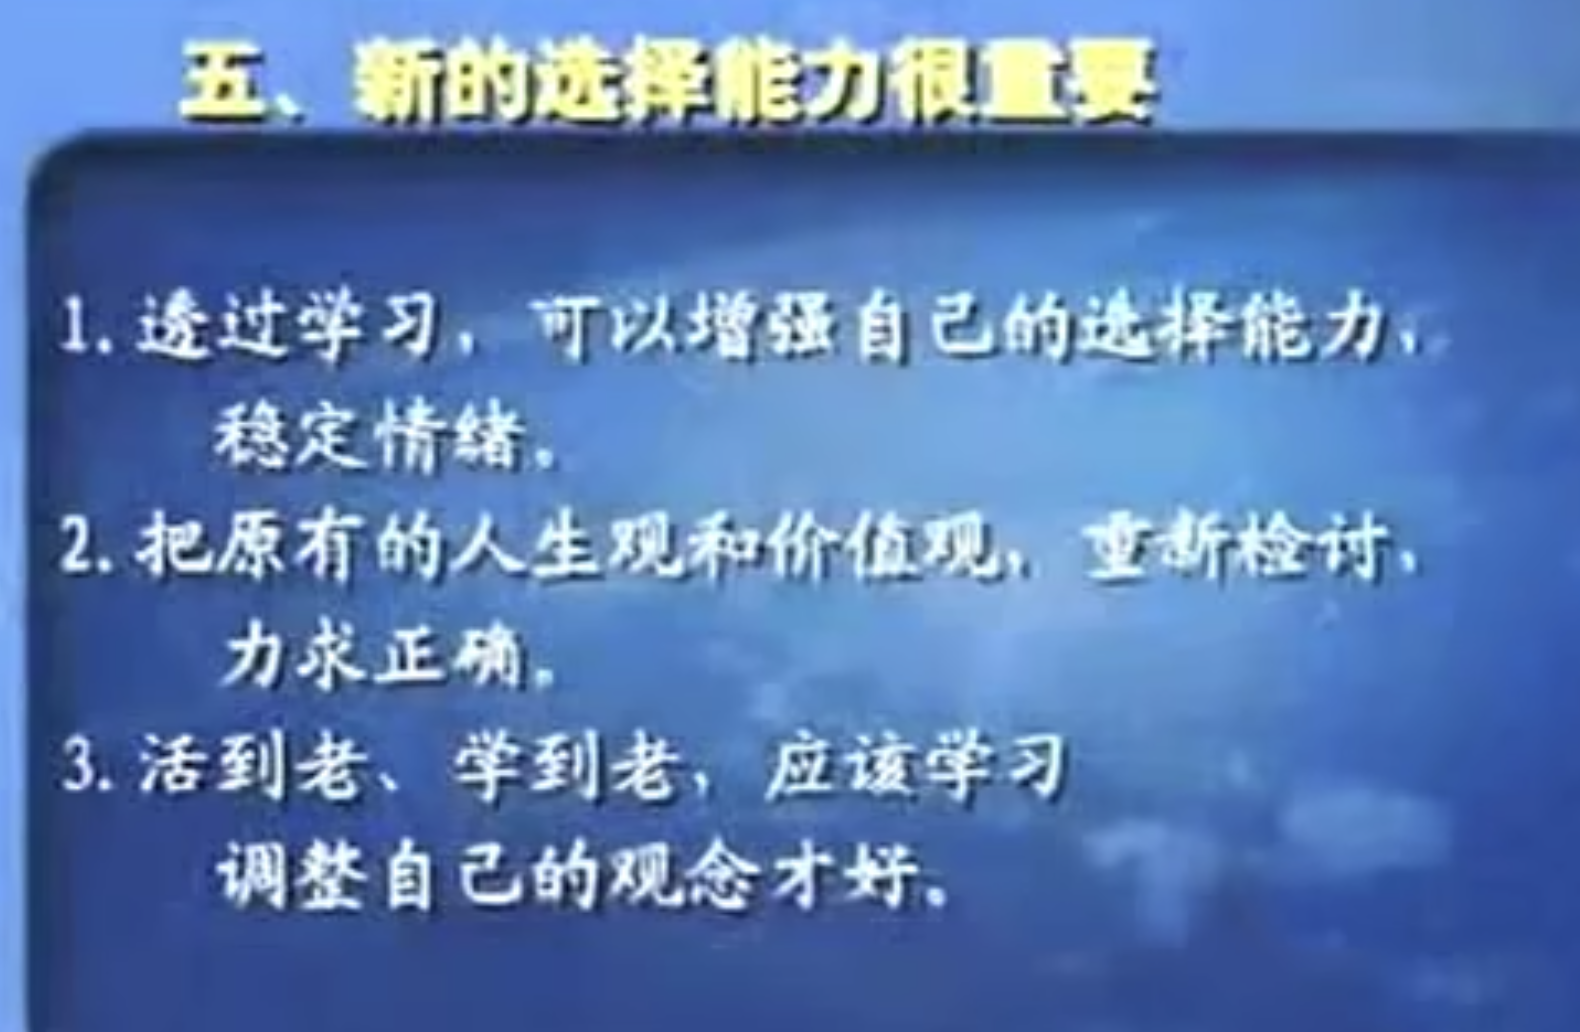 五、新的选择能力很重要
1. 透过学习，可以增强自己的选择能力，
稳定情绪。
2. 把原有的人生观和价值观，重新检讨，
力求正确。
3. 活到老、学到老，应该学习
调整自己的观念才好。